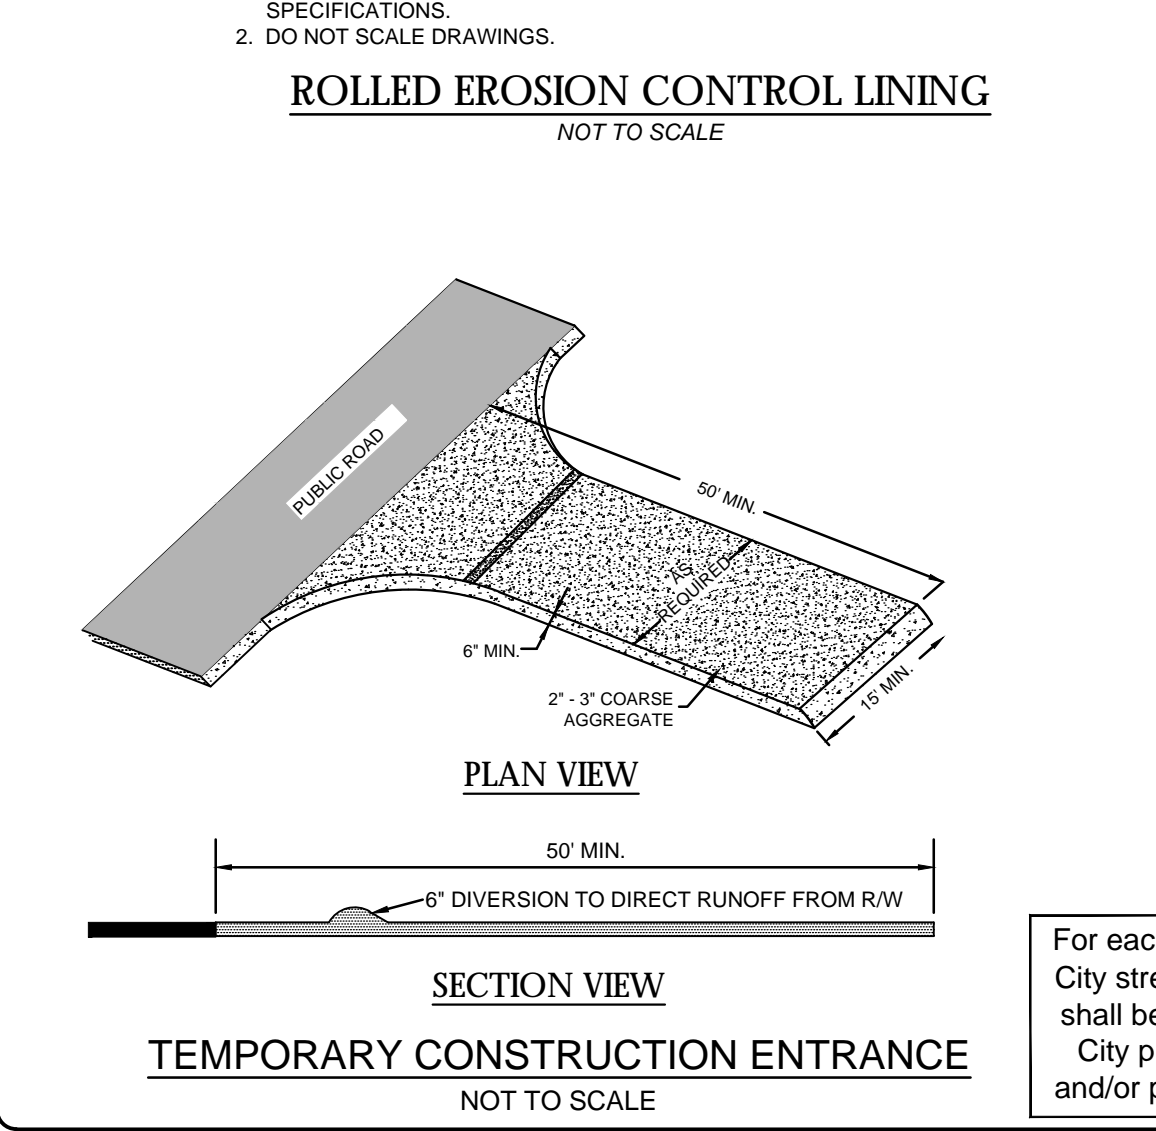 SPECIFICATIONS.
2. DO NOT SCALE DRAWINGS.
ROLLED EROSION CONTROL LINING
NOT TO SCALE
PUBLIC ROAD
50' MIN.
"AS
REQUIRED"
6" MIN.
2" - 3" COARSE
AGGREGATE
15' MIN.
PLAN VIEW
50' MIN.
6" DIVERSION TO DIRECT RUNOFF FROM R/W
SECTION VIEW
TEMPORARY CONSTRUCTION ENTRANCE
NOT TO SCALE
For eac
City stre
shall be
City p
and/or p